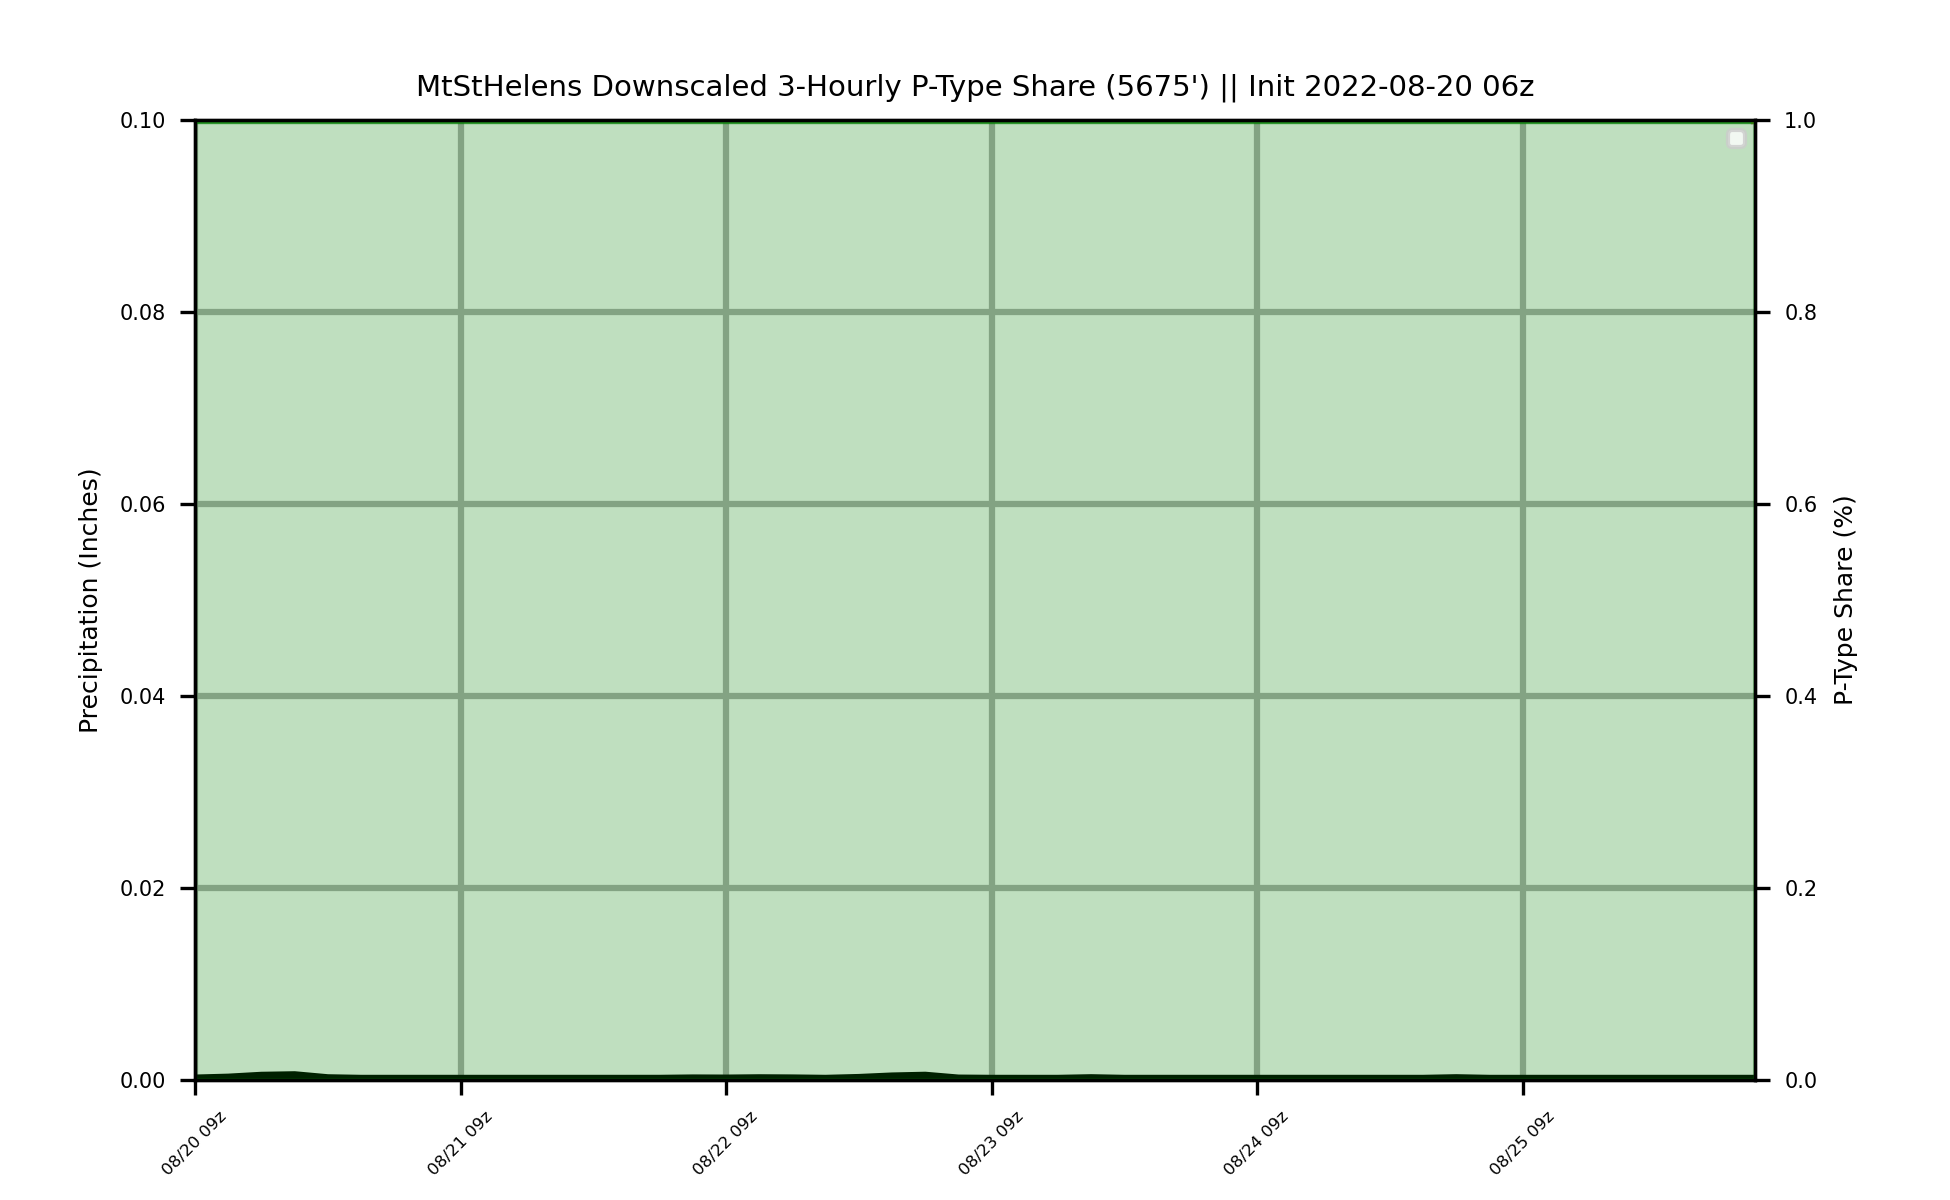 MtStHelens Downscaled 3-Hourly P-Type Share (5675') || Init 2022-08-20 06z
Precipitation (Inches)
0.10
0.08
0.06
0.04
0.02
0.00
1.0
0.8
0.6
0.4
0.2
0.0
P-Type Share (%)
08/20 09z
08/21 09z
08/22 09z
08/23 09z
08/24 09z
08/25 09z